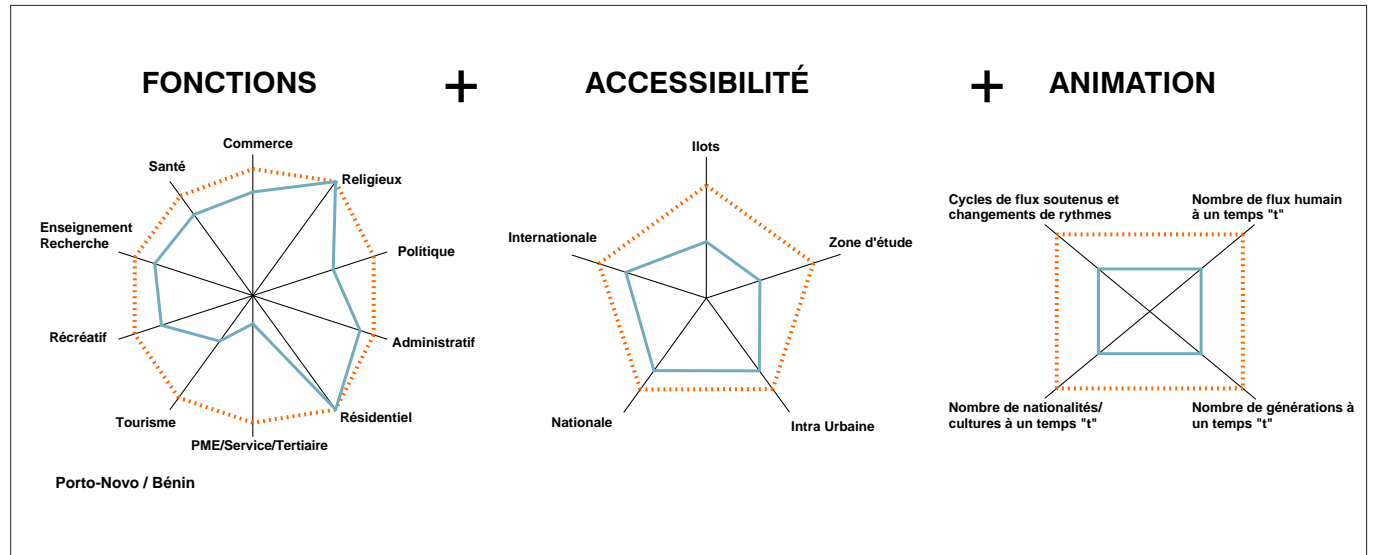 FONCTIONS
+
ACCESSIBILITÉ
+
ANIMATION
Commerce
Santé
Religieux
Enseignement
Recherche
Politique
Récréatif
Administratif
Tourisme
Résidentiel
PME/Service/Tertiaire
Porto-Novo / Bénin
Ilots
Internationale
Zone d'étude
Nationale
Intra Urbaine
Cycles de flux soutenus et
changements de rythmes
Nombre de flux humain
à un temps "t"
Nombre de nationalités/
cultures à un temps "t"
Nombre de générations à
un temps "t"